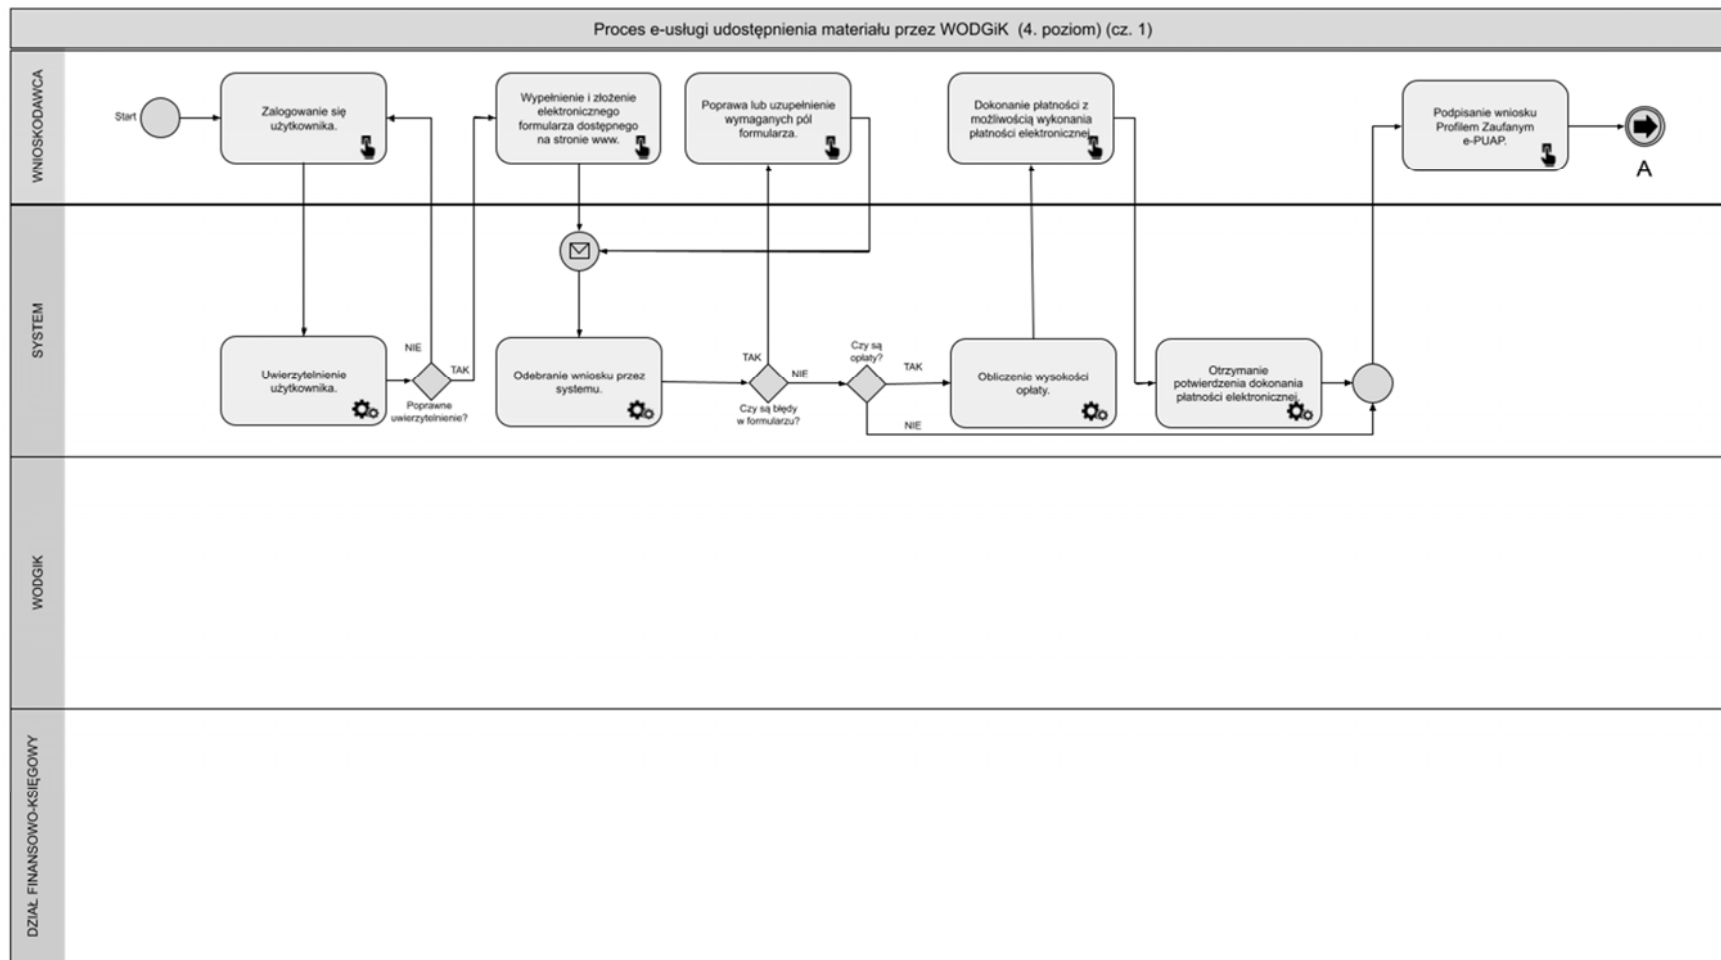 Proces e-usługi udostępnienia materiału przez WODGiK (4. poziom) (cz. 1)
WNIOSKODAWCA
Start
Zalogowanie się
użytkownika.
Wypełnienie i złożenie
elektronicznego
formularza dostępnego
na stronie www.
Poprawa lub uzupełnienie
wymaganych pól
formularza.
Dokonanie płatności z
możliwością wykonania
płatności elektronicznej.
Podpisanie wniosku
Profilem Zaufanym
e-PUAP.
A
SYSTEM
Uwierzytelnienie
użytkownika.
NIE
TAK
Poprawne
uwierzytelnienie?
Odebranie wniosku przez
systemu.
TAK
NIE
Czy są błędy
w formularzu?
Czy są
opłaty?
TAK
NIE
Obliczenie wysokości
opłaty.
Otrzymanie
potwierdzenia dokonania
płatności elektronicznej.
WODGIK
DZIAŁ FINANSOWO-KSIĘGOWY